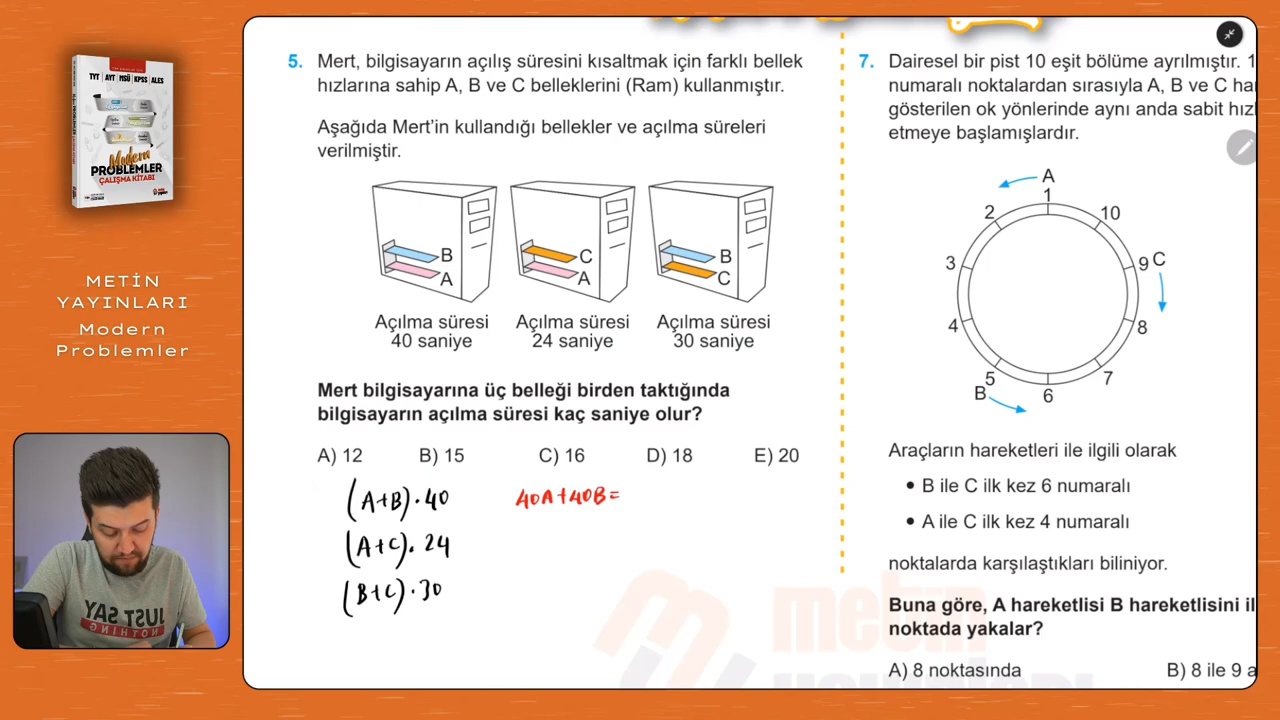 TYT | AYT | MSÜ | KPSS | ALES
Modern
PROBLEMLER
ÇALIŞMA KİTABI
METİN
YAYINLARI
Modern
Problemler
JUST SAY
NOTHING
5. Mert, bilgisayarın açılış süresini kısaltmak için farklı bellek
hızlarına sahip A, B ve C belleklerini (Ram) kullanmıştır.
Aşağıda Mert'in kullandığı bellekler ve açılma süreleri
verilmiştir.
B
A
C
A
B
C
Açılma süresi
40 saniye
Açılma süresi
24 saniye
Açılma süresi
30 saniye
Mert bilgisayarına üç belleği birden taktığında
bilgisayarın açılma süresi kaç saniye olur?
A) 12 B) 15 C) 16 D) 18 E) 20
(A+B)·40
(A+C)·24
(B+C)·30
40A+40B=
7. Dairesel bir pist 10 eşit bölüme ayrılmıştır. 1
numaralı noktalardan sırasıyla A, B ve C ha
gösterilen ok yönlerinde aynı anda sabit hız
etmeye başlamışlardır.
A
1
2
10
3
9
C
4
8
5
7
B
6
Araçların hareketleri ile ilgili olarak
• B ile C ilk kez 6 numaralı
• A ile C ilk kez 4 numaralı
noktalarda karşılaştıkları biliniyor.
Buna göre, A hareketlisi B hareketlisini il
noktada yakalar?
A) 8 noktasında B) 8 ile 9 a
metin